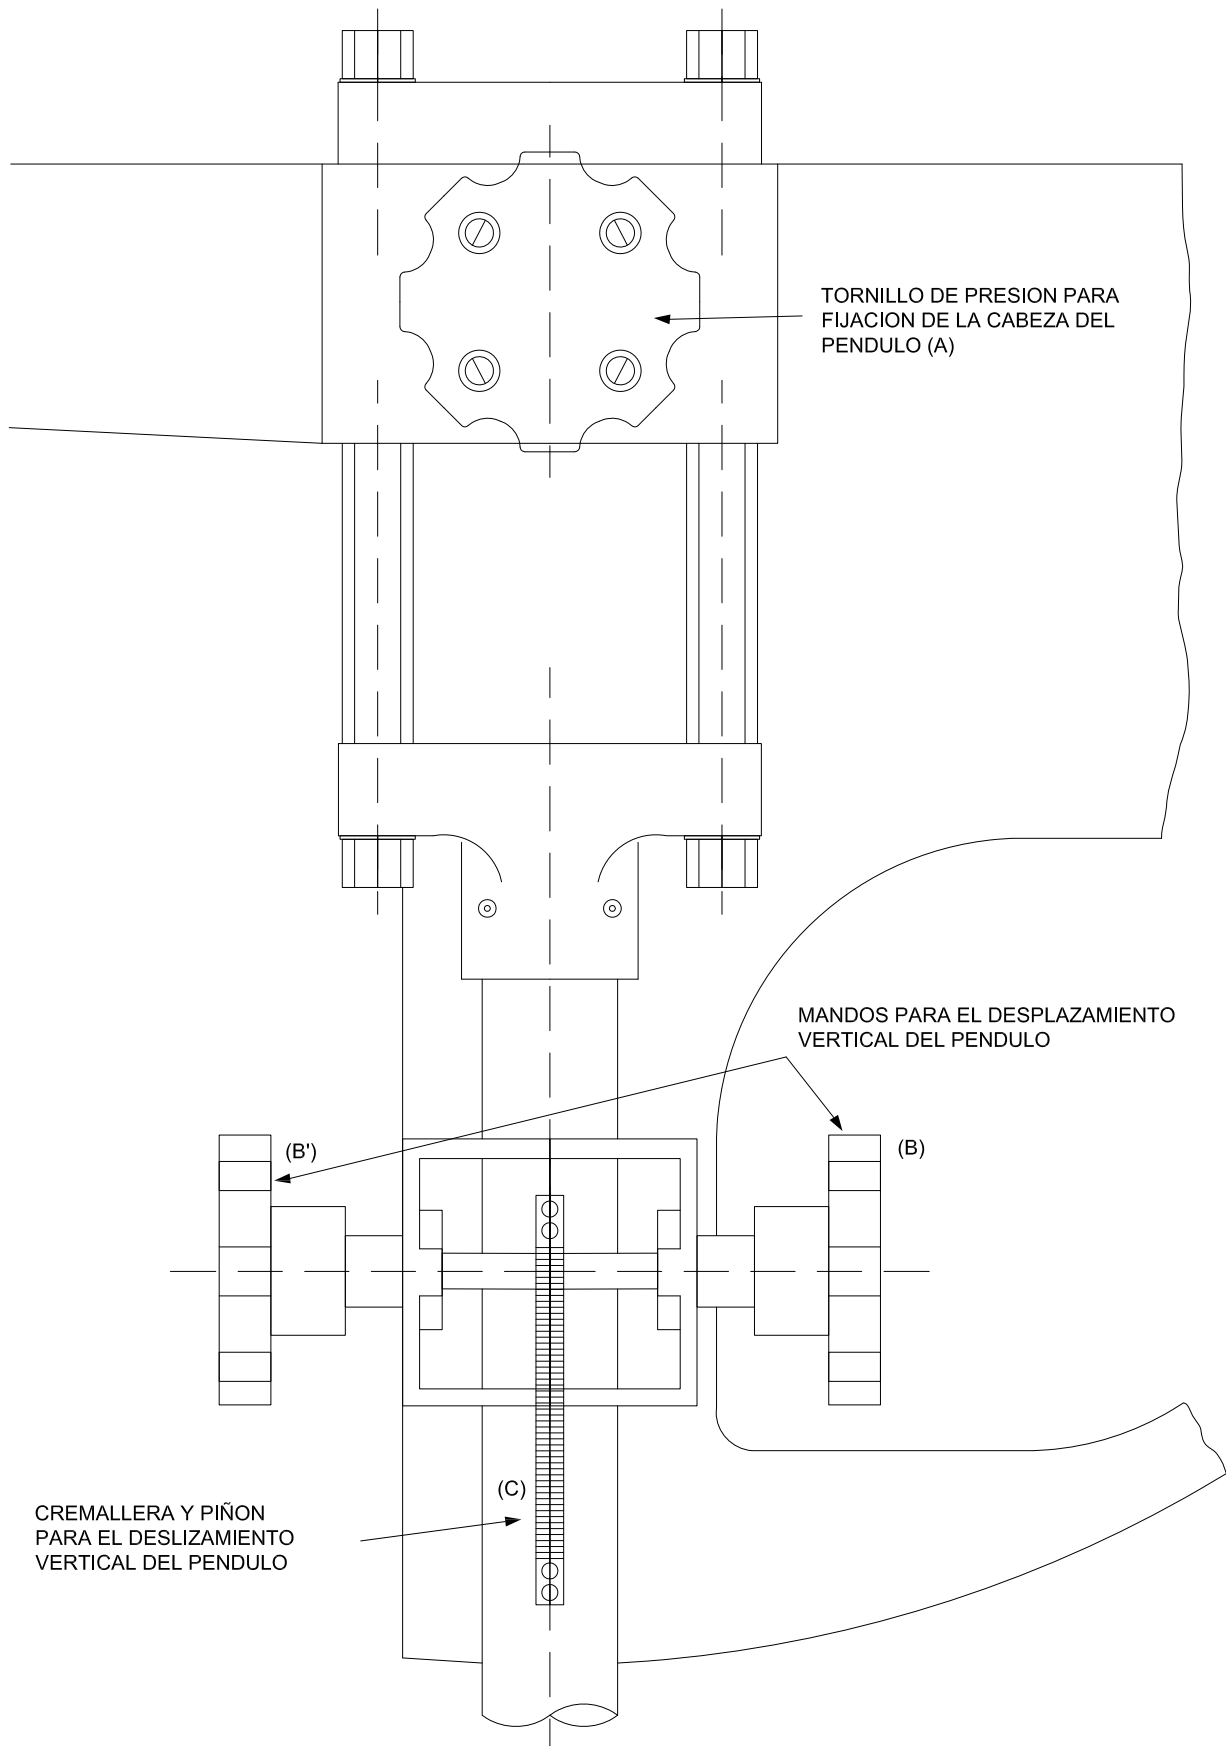 TORNILLO DE PRESION PARA
FIJACION DE LA CABEZA DEL
PENDULO (A)
MANDOS PARA EL DESPLAZAMIENTO
VERTICAL DEL PENDULO
(B')
(B)
(C)
CREMALLERA Y PIÑON
PARA EL DESLIZAMIENTO
VERTICAL DEL PENDULO